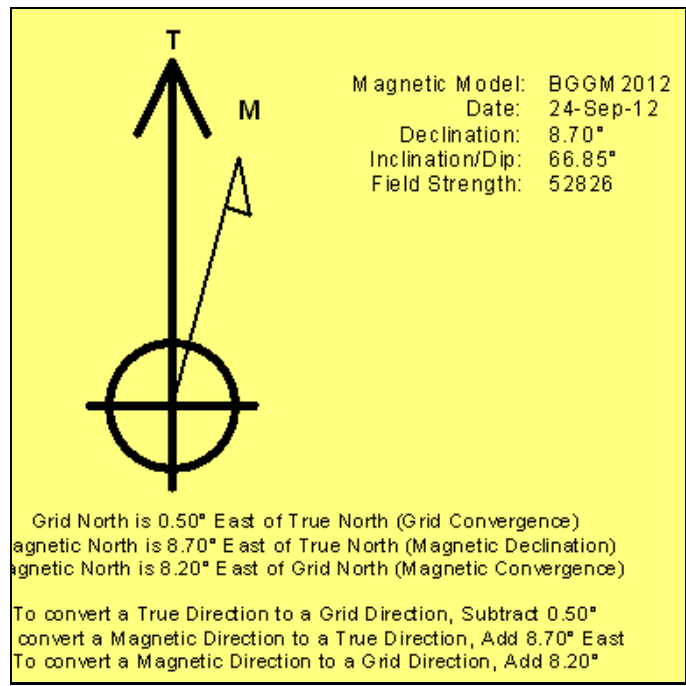 T
M
Magnetic Model: BGGM 2012
Date: 24-Sep-12
Declination: 8.70°
Inclination/Dip: 66.85°
Field Strength: 52826
Grid North is 0.50° East of True North (Grid Convergence)
agnetic North is 8.70° East of True North (Magnetic Declination)
agnetic North is 8.20° East of Grid North (Magnetic Convergence)
To convert a True Direction to a Grid Direction, Subtract 0.50°
convert a Magnetic Direction to a True Direction, Add 8.70° East
To convert a Magnetic Direction to a Grid Direction, Add 8.20°